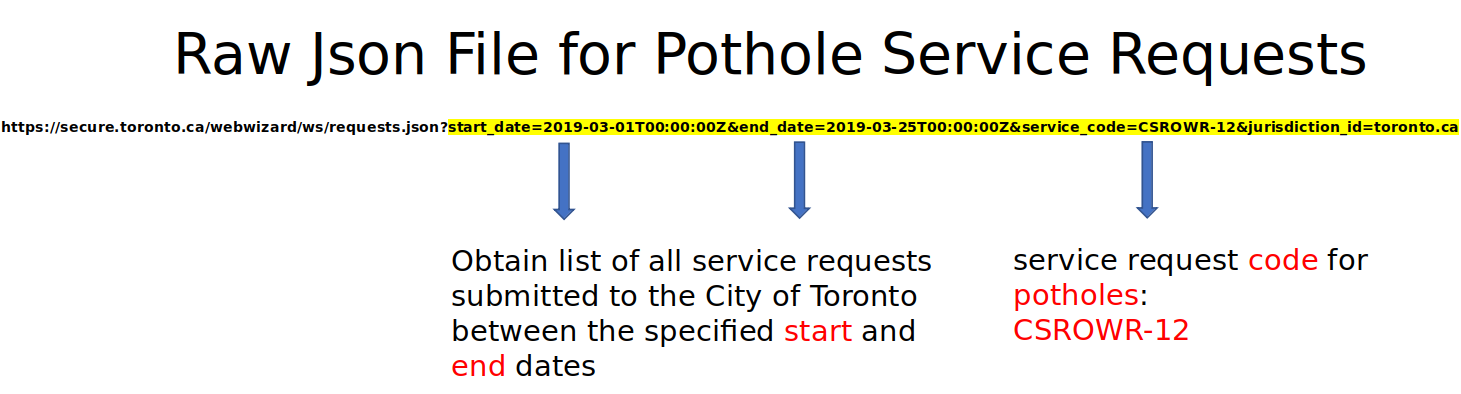 Raw Json File for Pothole Service Requests
https://secure.toronto.ca/webwizard/ws/requests.json?start_date=2019-03-01T00:00:00Z&end_date=2019-03-25T00:00:00Z&service_code=CSROWR-12&jurisdiction_id=toronto.ca
Obtain list of all service requests
submitted to the City of Toronto
between the specified start and
end dates
service request code for
potholes:
CSROWR-12